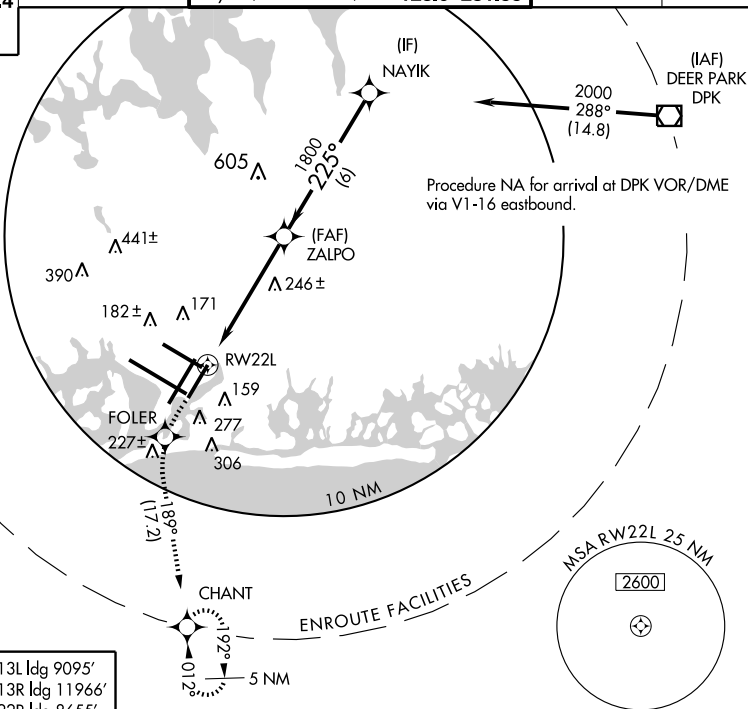 (IF)
NAYIK
(IAF)
DEER PARK
DPK
2000
288°
(14.8)
1800
225°
(6)
605
Procedure NA for arrival at DPK VOR/DME
via V1-16 eastbound.
(FAF)
ZALPO
441±
390
246±
182±
171
RW22L
159
FOLER
277
227±
306
10 NM
189°
(17.2)
MSA RW22L 25 NM
2600
CHANT
ENROUTE FACILITIES
192°
012°
5 NM
13L ldg 9095'
13R ldg 11966'